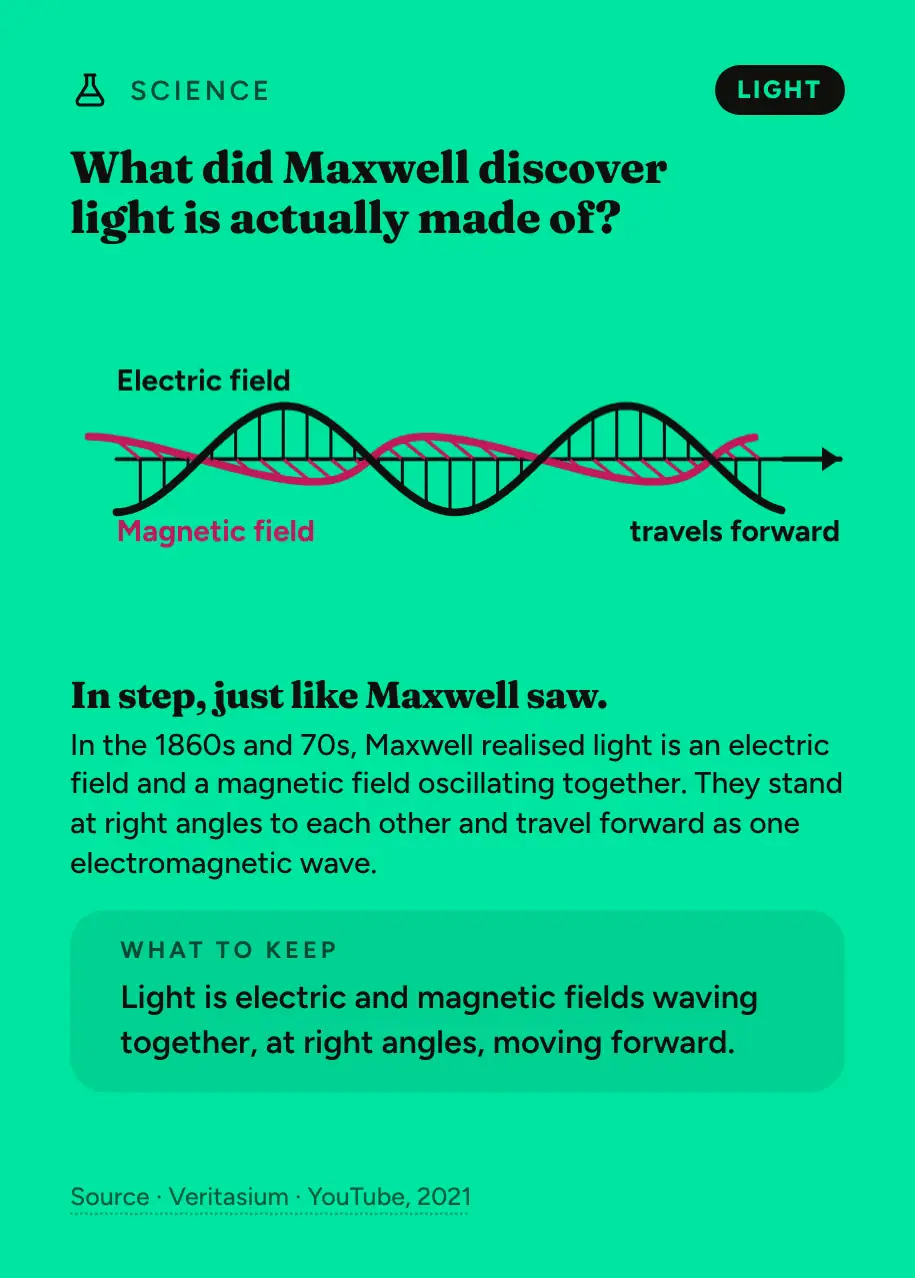 SCIENCE
LIGHT
What did Maxwell discover
light is actually made of?
Electric field
Magnetic field
travels forward
In step, just like Maxwell saw.
In the 1860s and 70s, Maxwell realised light is an electric
field and a magnetic field oscillating together. They stand
at right angles to each other and travel forward as one
electromagnetic wave.
WHAT TO KEEP
Light is electric and magnetic fields waving
together, at right angles, moving forward.
Source · Veritasium · YouTube, 2021